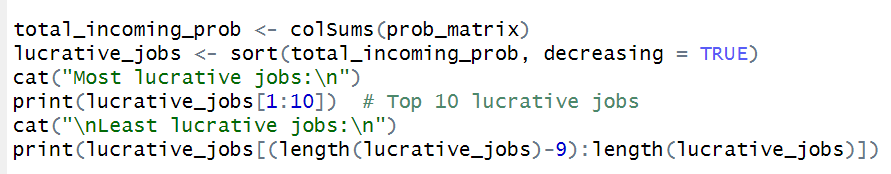 total_incoming_prob <- colSums(prob_matrix)
lucrative_jobs <- sort(total_incoming_prob, decreasing = TRUE)
cat("Most lucrative jobs:\n")
print(lucrative_jobs[1:10])  # Top 10 lucrative jobs
cat("\nLeast lucrative jobs:\n")
print(lucrative_jobs[(length(lucrative_jobs)-9):length(lucrative_jobs)])